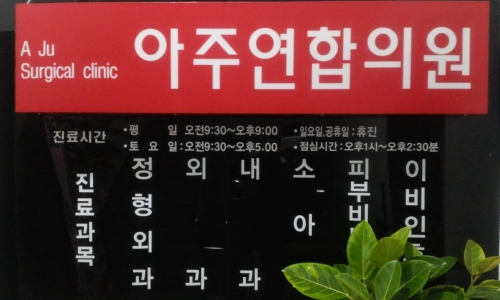 A Ju
Surgical clinic
아주연합의원
진료시간
•평 일 오전9:30~오후9:00 •일요일,공휴일 : 휴진
•토 요 일 : 오전9:30~오후5.00 •점심시간 : 오후1시~오후2:30분
진료과목
정형외과
외과
내과
소아
피부비
이비인